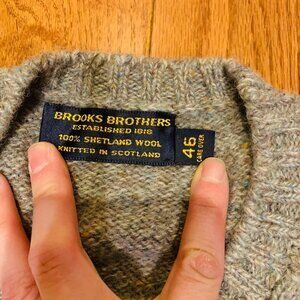 BROOKS BROTHERS
ESTABLISHED 1818
100% SHETLAND WOOL
KNITTED IN SCOTLAND
46
CARE OVER